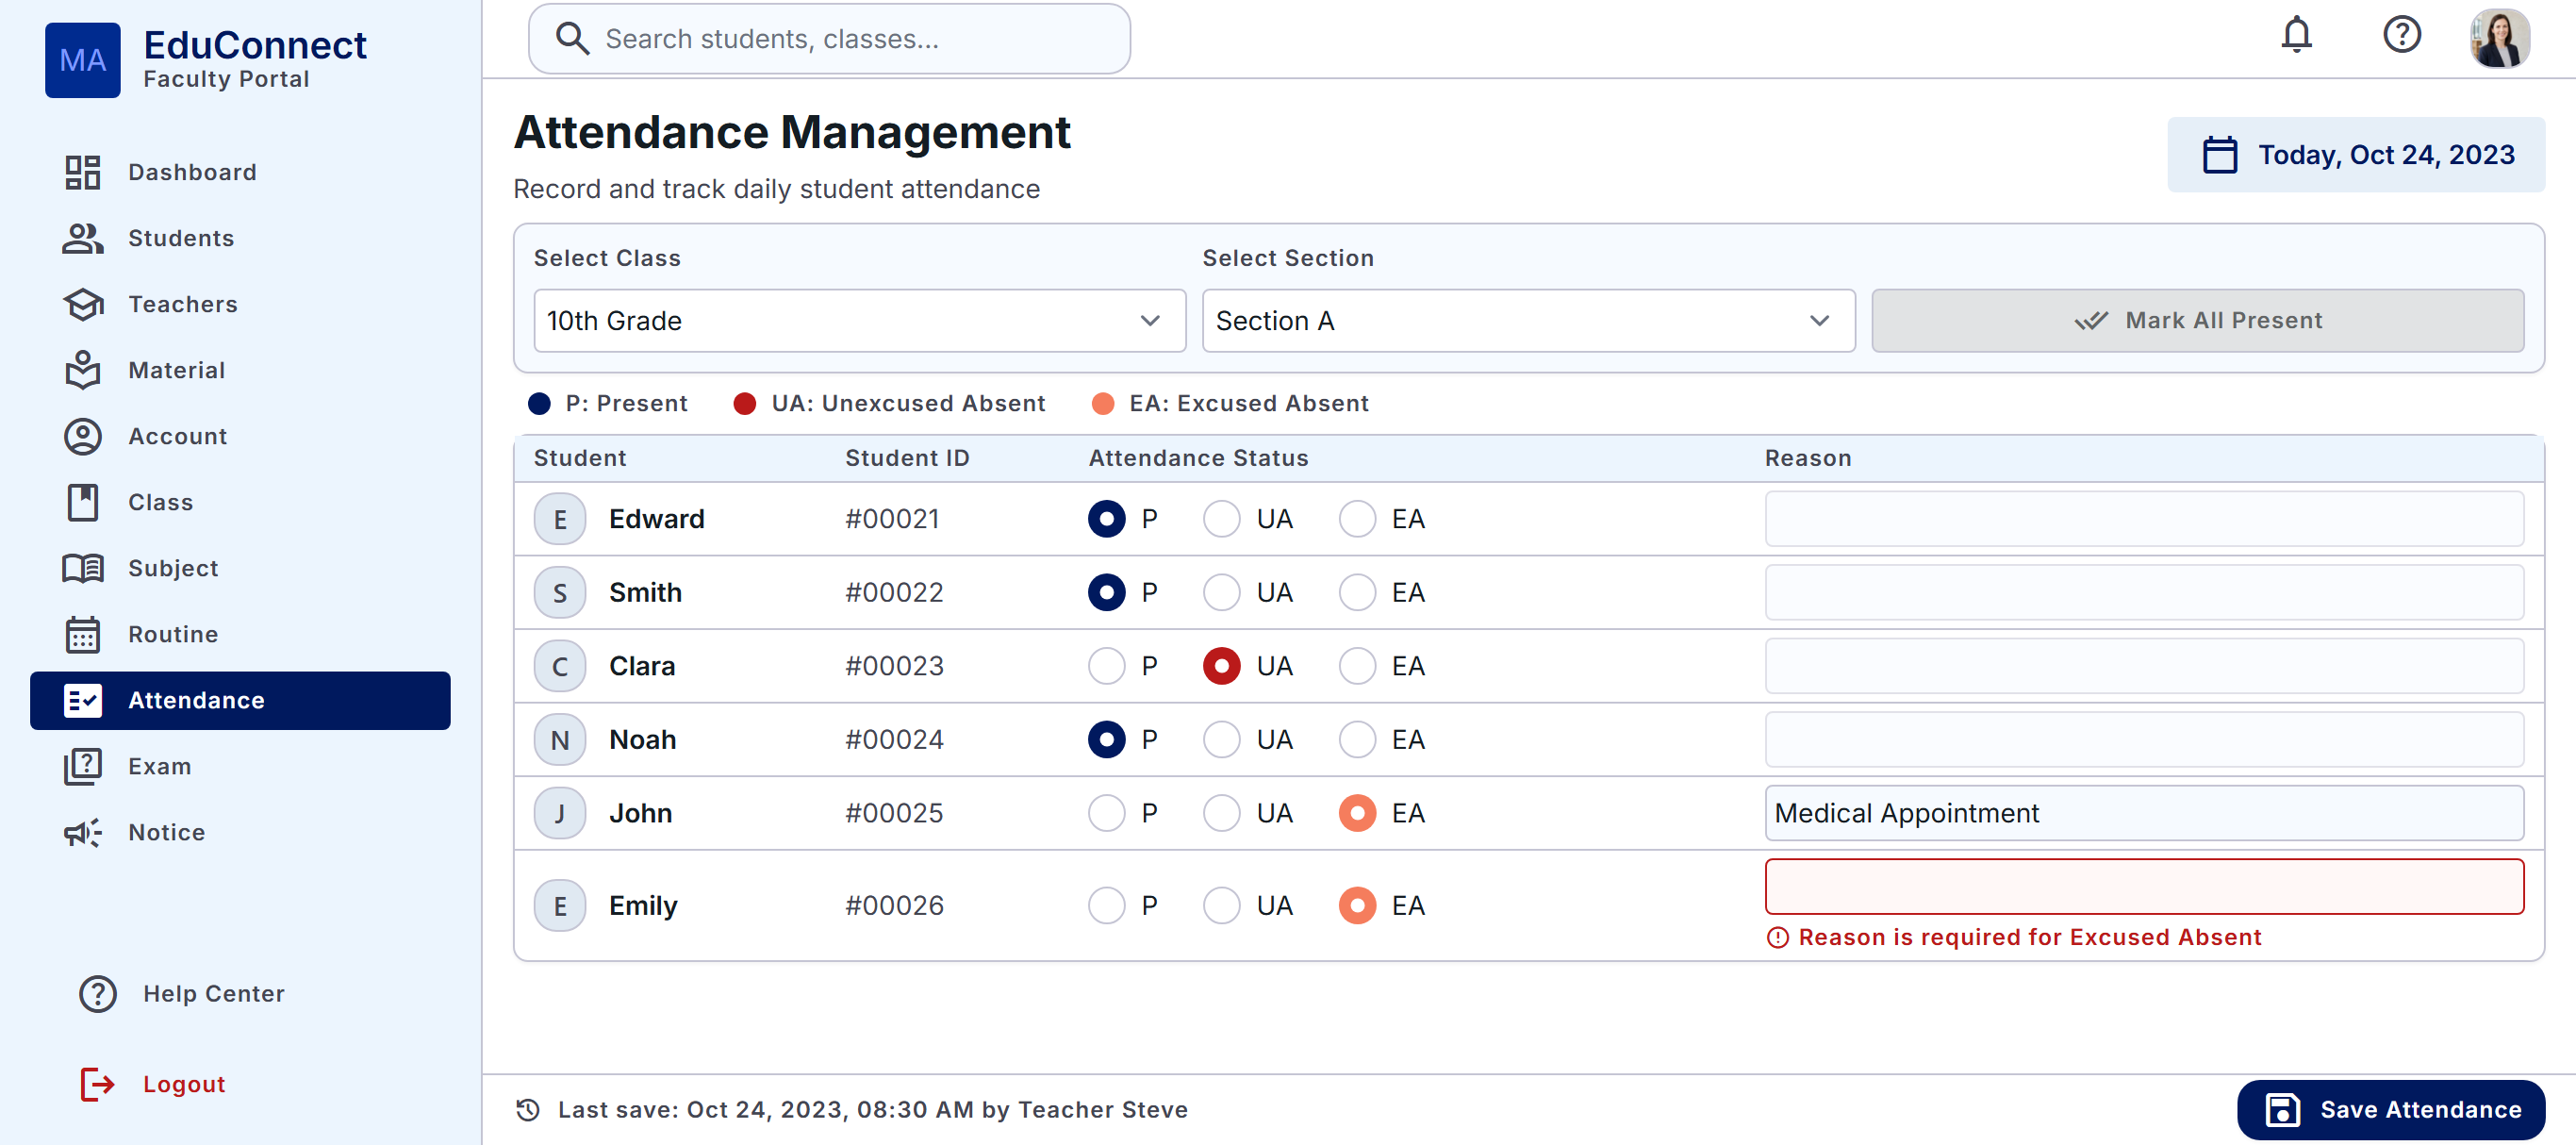 MA
EduConnect
Faculty Portal
Dashboard
Students
Teachers
Material
Account
Class
Subject
Routine
Attendance
Exam
Notice
Help Center
Logout
Search students, classes...
Attendance Management
Record and track daily student attendance
Today, Oct 24, 2023
Select Class
Select Section
10th Grade
Section A
Mark All Present
P: Present UA: Unexcused Absent EA: Excused Absent
Student Student ID Attendance Status Reason
E Edward #00021 P UA EA
S Smith #00022 P UA EA
C Clara #00023 P UA EA
N Noah #00024 P UA EA
J John #00025 P UA EA Medical Appointment
E Emily #00026 P UA EA
Reason is required for Excused Absent
Last save: Oct 24, 2023, 08:30 AM by Teacher Steve
Save Attendance